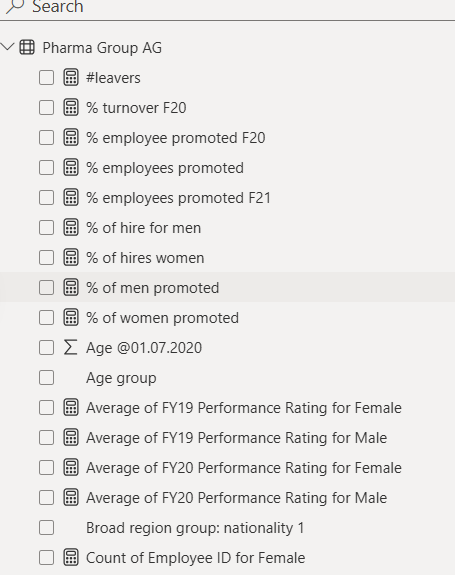 Search
Pharma Group AG
#leavers
% turnover F20
% employee promoted F20
% employees promoted
% employees promoted F21
% of hire for men
% of hires women
% of men promoted
% of women promoted
Age @01.07.2020
Age group
Average of FY19 Performance Rating for Female
Average of FY19 Performance Rating for Male
Average of FY20 Performance Rating for Female
Average of FY20 Performance Rating for Male
Broad region group: nationality 1
Count of Employee ID for Female